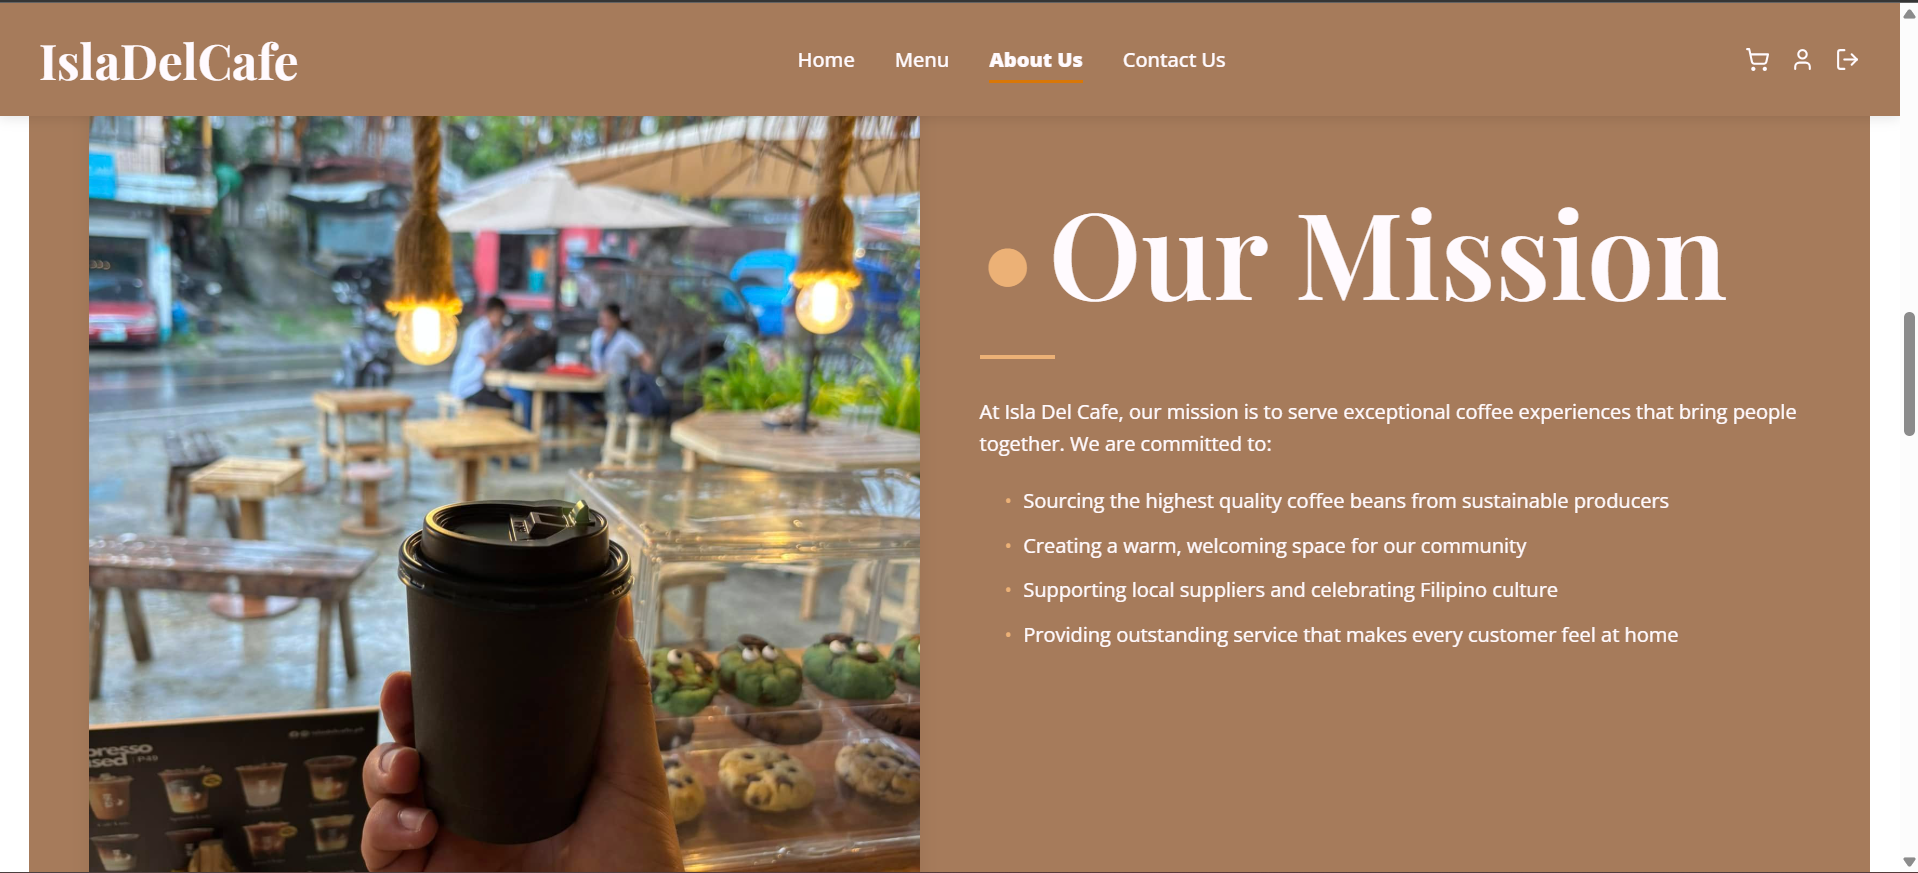 IslaDelCafe
Home
Menu
About Us
Contact Us
Our Mission
At Isla Del Cafe, our mission is to serve exceptional coffee experiences that bring people
together. We are committed to:
• Sourcing the highest quality coffee beans from sustainable producers
• Creating a warm, welcoming space for our community
• Supporting local suppliers and celebrating Filipino culture
• Providing outstanding service that makes every customer feel at home
presso
sed P49